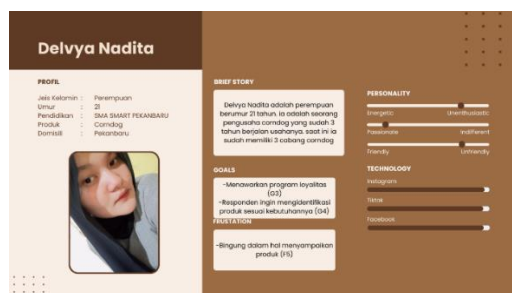 Delvya Nadita
PROFIL
Jeis Kelamin : Perempuan
Umur : 21
Pendidikan : SMA SMART PEKANBARU
Produk : Corndog
Domisili : Pekanbaru
BRIEF STORY
Delvya Nadita adalah perempuan
berumur 21 tahun. ia adalah seorang
pengusaha corndog yang sudah 3
tahun berjalan usahanya. saat ini ia
sudah memiliki 3 cabang corndog
GOALS
-Menawarkan program loyalitas
(G3)
-Responden ingin mengidentifikasi
produk sesuai kebutuhannya (G4)
FRUSTATION
-Bingung dalam hal menyampaikan
produk (F5)
PERSONALITY
Energetic Unenthustastic
Passionate Indifferent
Friendly Unfriendly
TECHNOLOGY
Instagram
Tiktok
Facebook